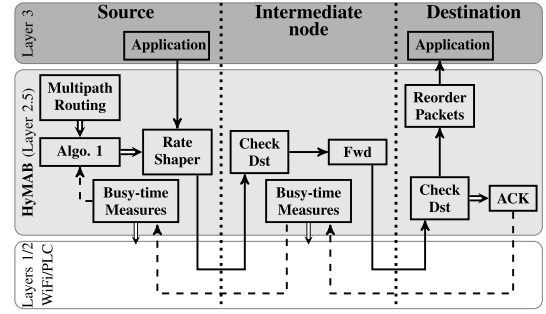 Source
Intermediate
node
Destination
Layer 3
Application
Application
HyMAB (Layer 2.5)
Multipath
Routing
Algo. 1
Rate
Shaper
Busy-time
Measures
Check
Dst
Fwd
Busy-time
Measures
Reorder
Packets
Check
Dst
ACK
Layers 1/2
WiFi/PLC